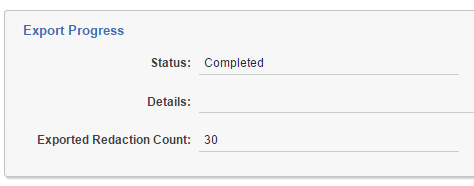 Export Progress
Status: Completed
Details:
Exported Redaction Count: 30